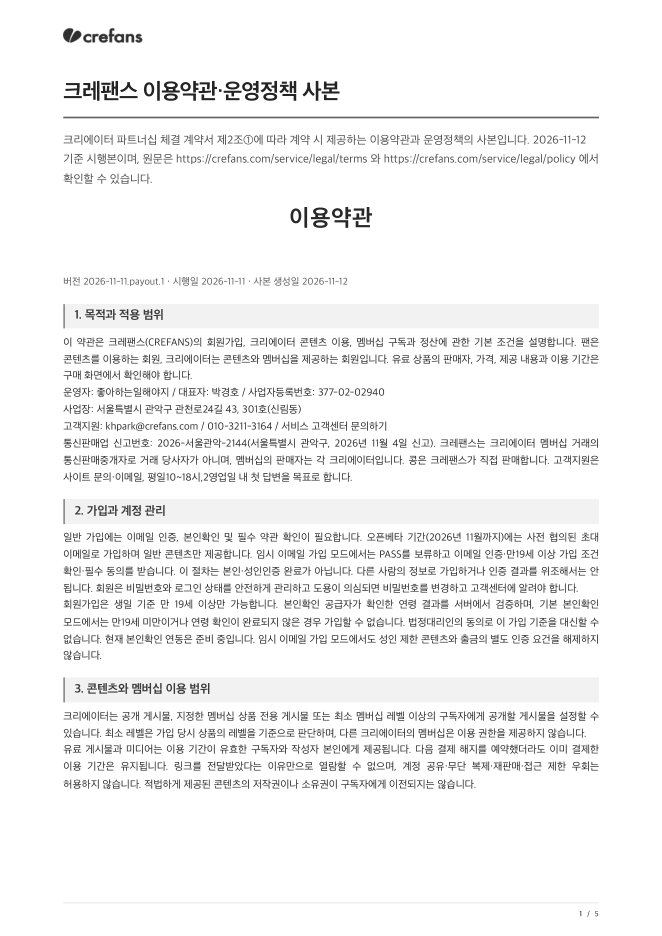 crefans
크레팬스 이용약관·운영정책 사본
크리에이터 파트너십 체결 계약서 제2조①에 따라 계약 시 제공하는 이용약관과 운영정책의 사본입니다. 2026-11-12
기준 시행본이며, 원문은 https://crefans.com/service/legal/terms 와 https://crefans.com/service/legal/policy 에서
확인할 수 있습니다.
이용약관
버전 2026-11-11.payout.1 · 시행일 2026-11-11 · 사본 생성일 2026-11-12
1. 목적과 적용 범위
이 약관은 크레팬스(CREFANS)의 회원가입, 크리에이터 콘텐츠 이용, 멤버십 구독과 정산에 관한 기본 조건을 설명합니다. 팬은
콘텐츠를 이용하는 회원, 크리에이터는 콘텐츠와 멤버십을 제공하는 회원입니다. 유료 상품의 판매자, 가격, 제공 내용과 이용 기간은
구매 화면에서 확인해야 합니다.
운영자: 좋아하는일해야지 / 대표자: 박경호 / 사업자등록번호: 377-02-02940
사업장: 서울특별시 관악구 관천로24길 43, 301호(신림동)
고객지원: khpark@crefans.com / 010-3211-3164 / 서비스 고객센터 문의하기
통신판매업 신고번호: 2026-서울관악-2144(서울특별시 관악구, 2026년 11월 4일 신고). 크레팬스는 크리에이터 멤버십 거래의
통신판매중개자로 거래 당사자가 아니며, 멤버십의 판매자는 각 크리에이터입니다. 콩은 크레팬스가 직접 판매합니다. 고객지원은
사이트 문의·이메일, 평일10~18시,2영업일 내 첫 답변을 목표로 합니다.
2. 가입과 계정 관리
일반 가입에는 이메일 인증, 본인확인 및 필수 약관 확인이 필요합니다. 오픈베타 기간(2026년 11월까지)에는 사전 협의된 초대
이메일로 가입하며 일반 콘텐츠만 제공합니다. 임시 이메일 가입 모드에서는 PASS를 보류하고 이메일 인증·만19세 이상 가입 조건
확인·필수 동의를 받습니다. 이 절차는 본인·성인인증 완료가 아닙니다. 다른 사람의 정보로 가입하거나 인증 결과를 위조해서는 안
됩니다. 회원은 비밀번호와 로그인 상태를 안전하게 관리하고 도용이 의심되면 비밀번호를 변경하고 고객센터에 알려야 합니다.
회원가입은 생일 기준 만 19세 이상만 가능합니다. 본인확인 공급자가 확인한 연령 결과를 서버에서 검증하며, 기본 본인확인
모드에서는 만19세 미만이거나 연령 확인이 완료되지 않은 경우 가입할 수 없습니다. 법정대리인의 동의로 이 가입 기준을 대신할 수
없습니다. 현재 본인확인 연동은 준비 중입니다. 임시 이메일 가입 모드에서도 성인 제한 콘텐츠와 출금의 별도 인증 요건을 해제하지
않습니다.
3. 콘텐츠와 멤버십 이용 범위
크리에이터는 공개 게시물, 지정한 멤버십 상품 전용 게시물 또는 최소 멤버십 레벨 이상의 구독자에게 공개할 게시물을 설정할 수
있습니다. 최소 레벨은 가입 당시 상품의 레벨을 기준으로 판단하며, 다른 크리에이터의 멤버십은 이용 권한을 제공하지 않습니다.
유료 게시물과 미디어는 이용 기간이 유효한 구독자와 작성자 본인에게 제공됩니다. 다음 결제 해지를 예약했더라도 이미 결제한
이용 기간은 유지됩니다. 링크를 전달받았다는 이유만으로 열람할 수 없으며, 계정 공유·무단 복제·재판매·접근 제한 우회는
허용하지 않습니다. 적법하게 제공된 콘텐츠의 저작권이나 소유권이 구독자에게 이전되지는 않습니다.
1 / 5